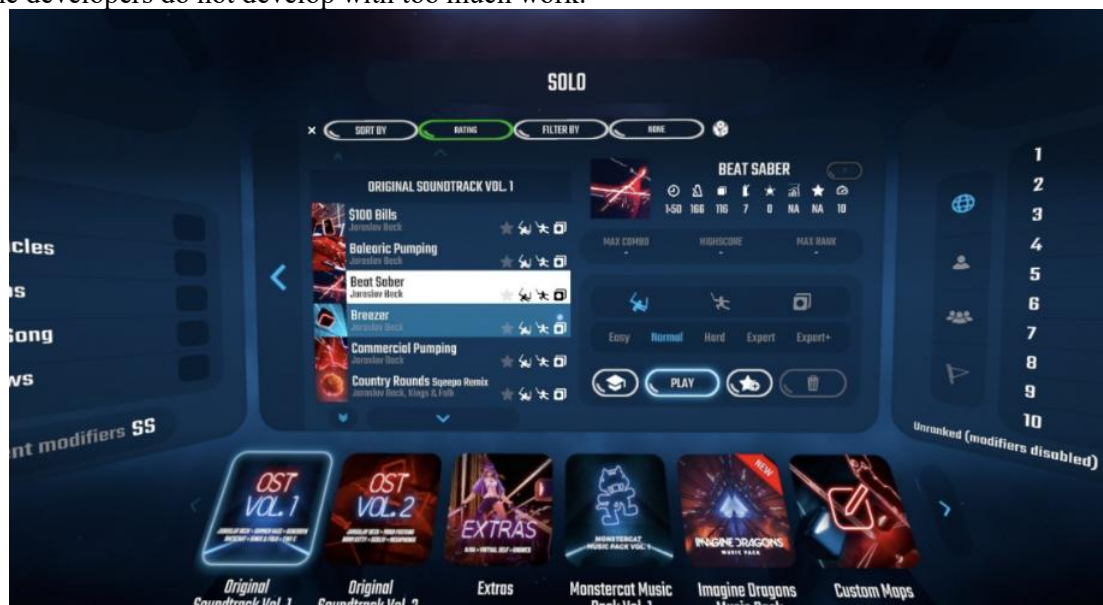 he developers do not develop with too much work.
SOLO
× SORT BY RATING FILTER BY NONE
ORIGINAL SOUNDTRACK VOL. 1
$100 Bills
Jaroslav Beck
Balearic Pumping
Jaroslav Beck
Beat Saber
Jaroslav Beck
Breezer
Jaroslav Beck
Commercial Pumping
Jaroslav Beck
Country Rounds Sqeepo Remix
Jaroslav Beck, Kings & Folk
BEAT SABER
?
1:50 166 116 7 0 NA NA 10
MAX COMBO HIGHSCORE MAX RANK
- - -
Easy Normal Hard Expert Expert+
PLAY
cles
ns
Song
ws
ent modifiers SS
1
2
3
4
5
6
7
8
9
10
Unranked (modifiers disabled)
OST
VOL. 1
OST
VOL. 2
EXTRAS
MONSTERCAT
MUSIC PACK VOL. 1
NEW
IMAGINE DRAGONS
MUSIC PACK
Original
Soundtrack Vol. 1
Original
Soundtrack Vol. 2
Extras
Monstercat Music
Pack Vol. 1
Imagine Dragons
Music Pack
Custom Maps